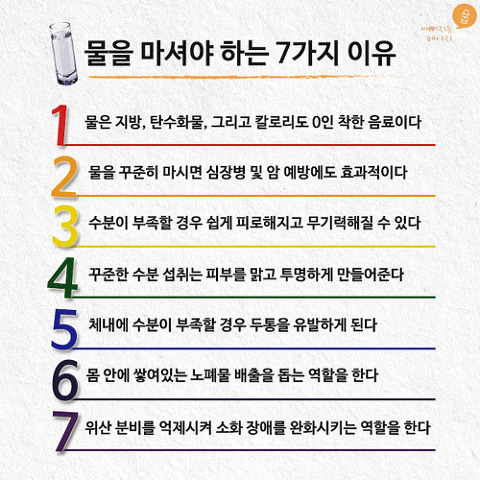 물을 마셔야 하는 7가지 이유
1 물은 지방, 탄수화물, 그리고 칼로리도 0인 착한 음료이다
2 물을 꾸준히 마시면 심장병 및 암 예방에도 효과적이다
3 수분이 부족할 경우 쉽게 피로해지고 무기력해질 수 있다
4 꾸준한 수분 섭취는 피부를 맑고 투명하게 만들어준다
5 체내에 수분이 부족할 경우 두통을 유발하게 된다
6 몸 안에 쌓여있는 노폐물 배출을 돕는 역할을 한다
7 위산 분비를 억제시켜 소화 장애를 완화시키는 역할을 한다